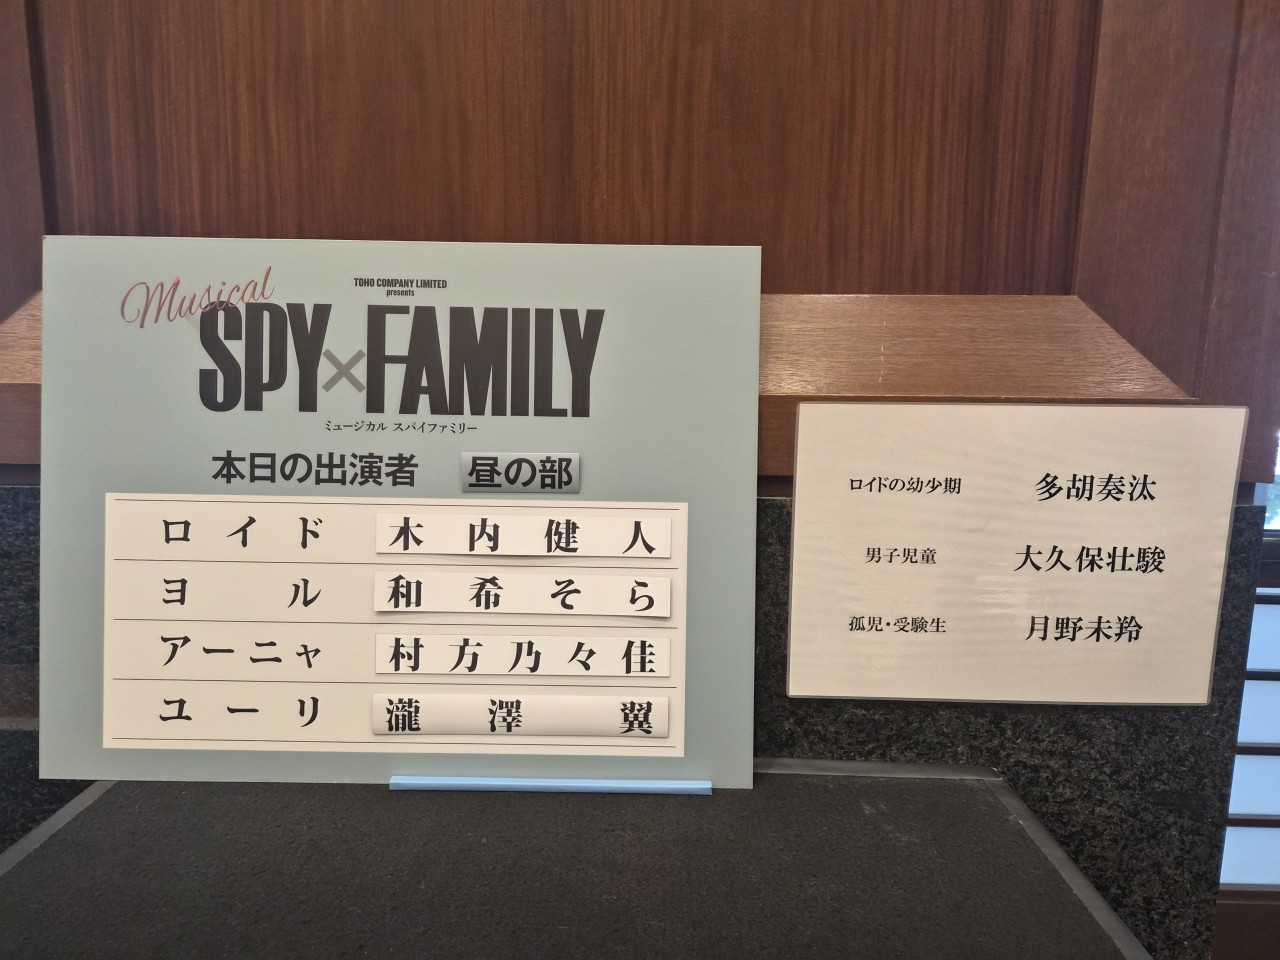 Musical
TOHO COMPANY LIMITED
presents
SPY×FAMILY
ミュージカル スパイファミリー
本日の出演者 昼の部
ロイド 木内健人
ヨル 和希そら
アーニャ 村方乃々佳
ユーリ 瀧澤翼
ロイドの幼少期 多胡奏汰
男子児童 大久保壮駿
孤児・受験生 月野未羚